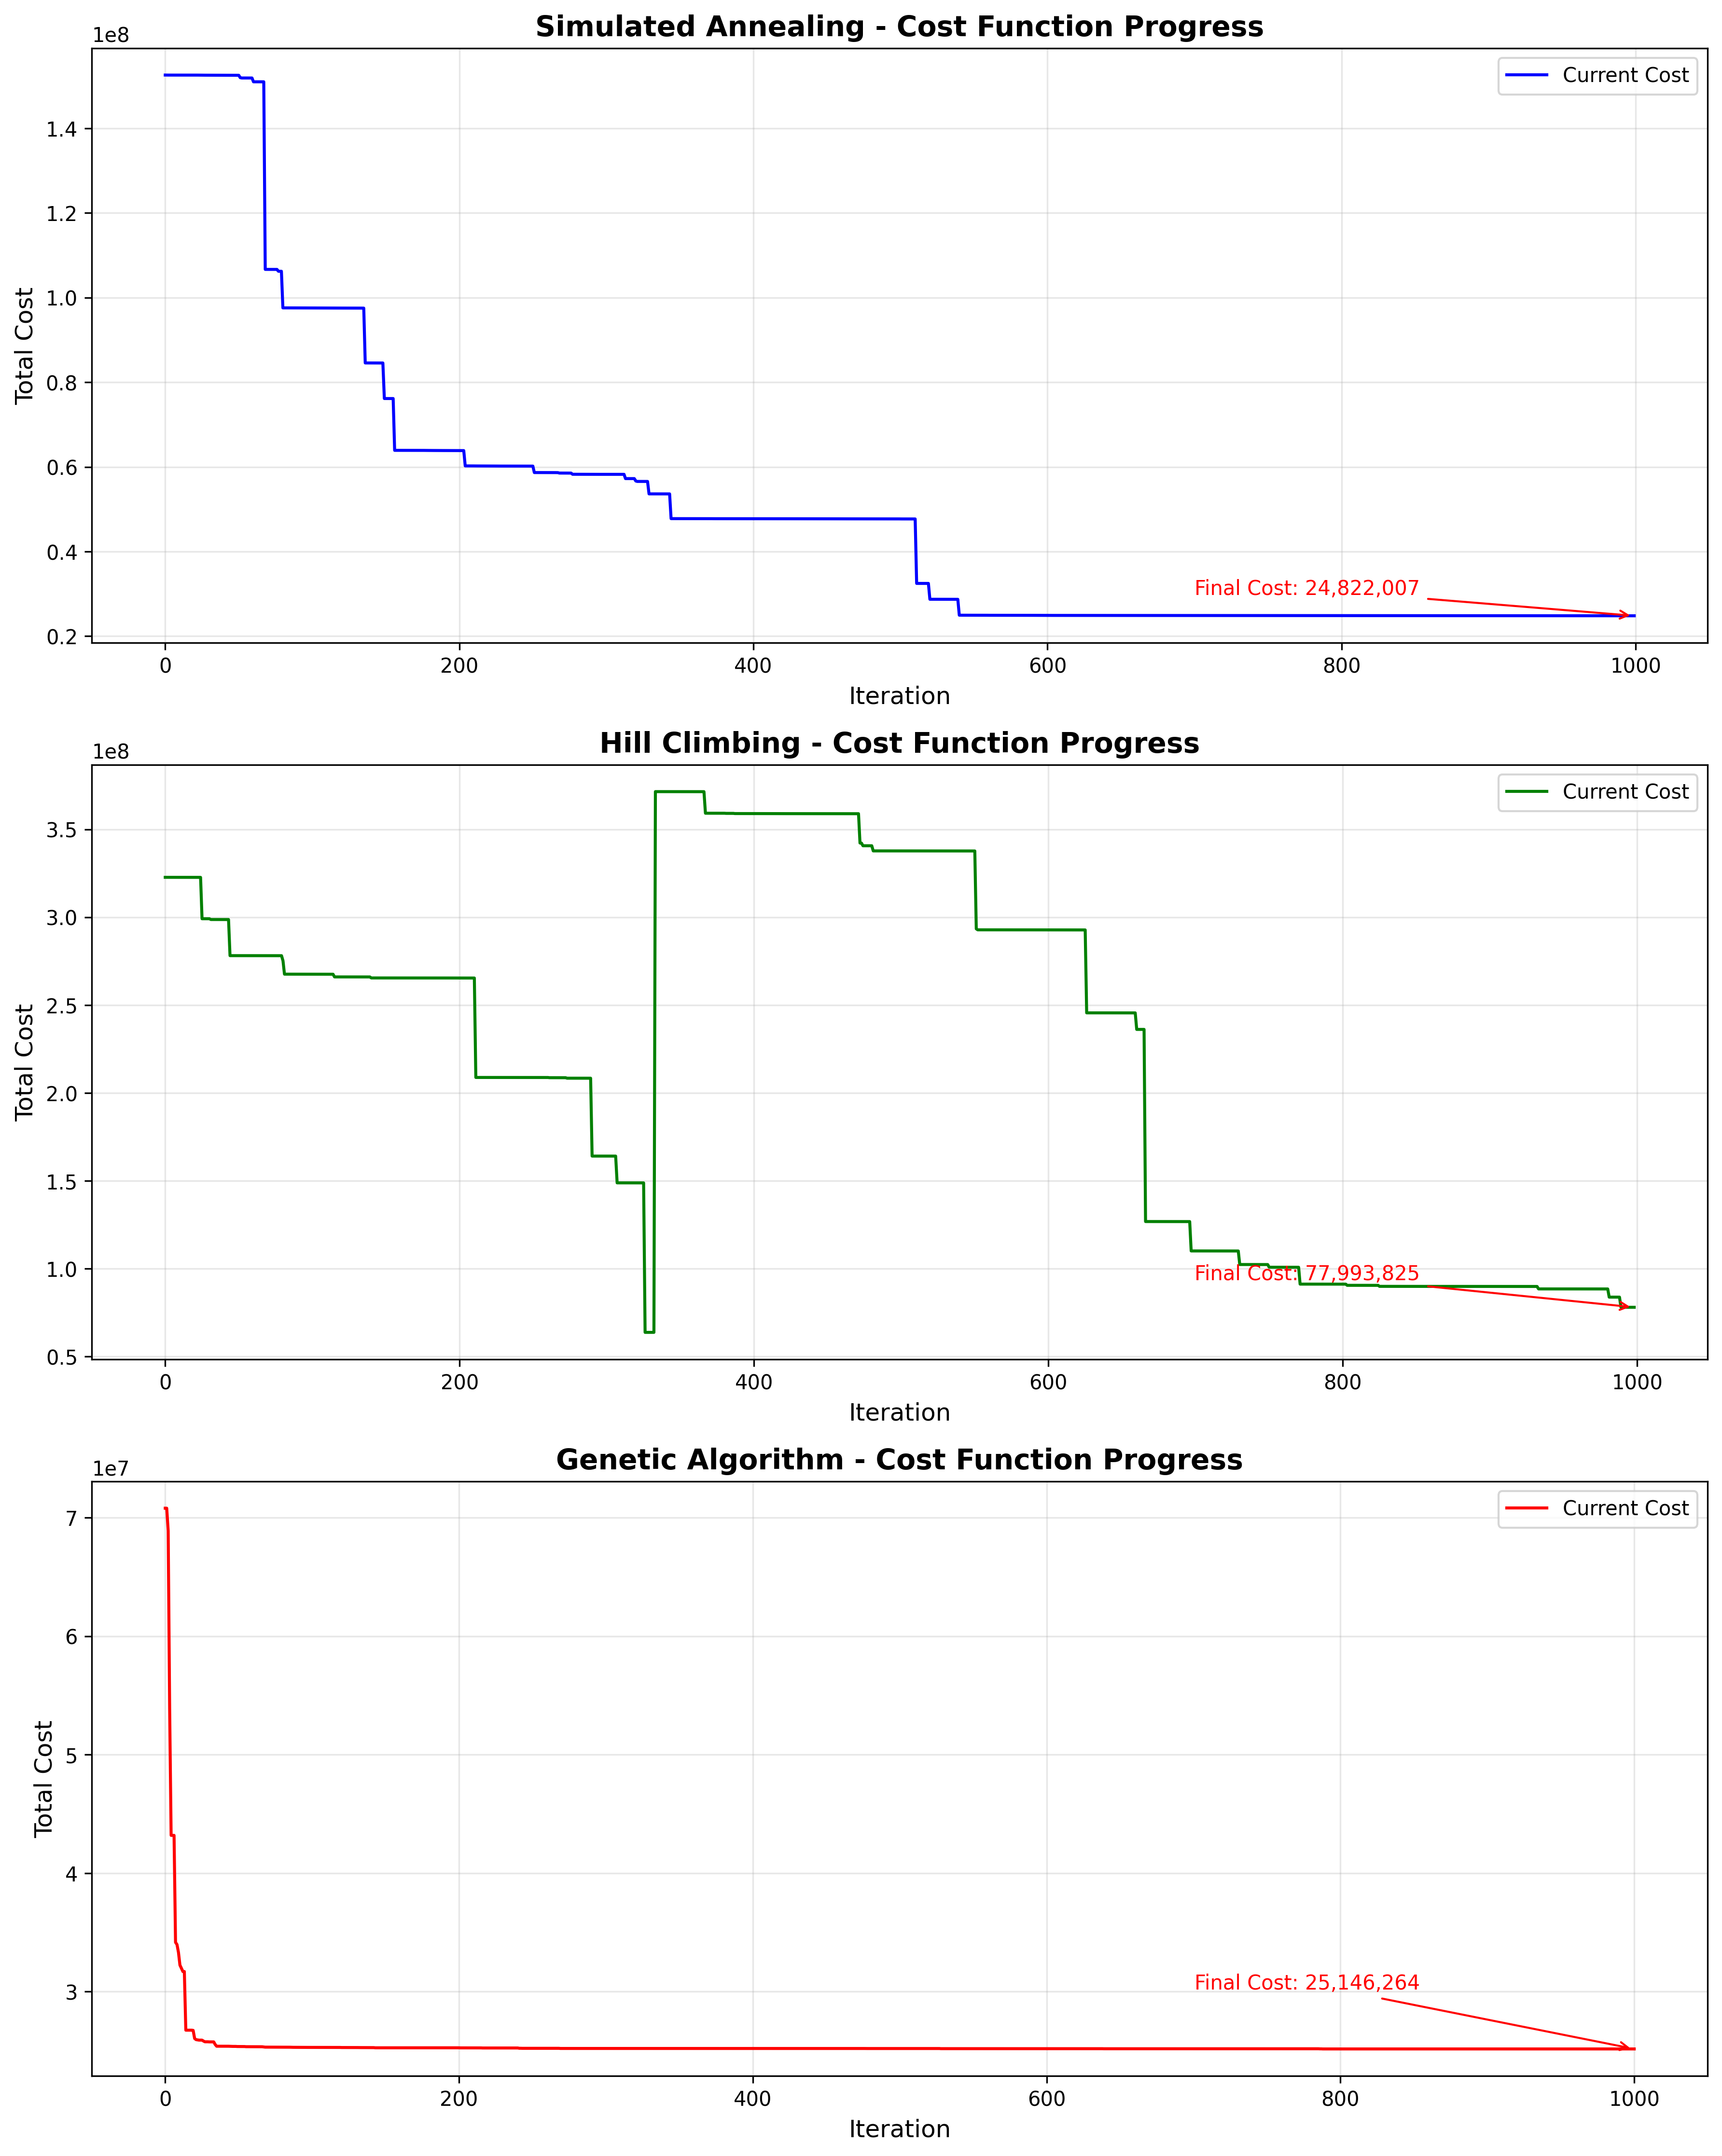 Simulated Annealing - Cost Function Progress
1e8
Current Cost
1.4
1.2
1.0
0.8
0.6
0.4
0.2
Total Cost
Final Cost: 24,822,007
0 200 400 600 800 1000
Iteration
Hill Climbing - Cost Function Progress
1e8
Current Cost
3.5
3.0
2.5
2.0
1.5
1.0
0.5
Total Cost
Final Cost: 77,993,825
0 200 400 600 800 1000
Iteration
Genetic Algorithm - Cost Function Progress
1e7
Current Cost
7
6
5
4
3
Total Cost
Final Cost: 25,146,264
0 200 400 600 800 1000
Iteration